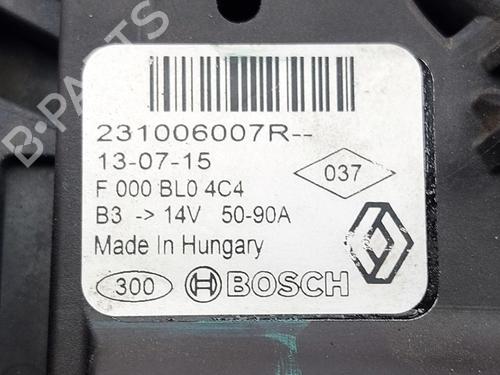 231006007R--
13-07-15
037
F 000 BL0 4C4
B3 -> 14V 50-90A
Made In Hungary
300 BOSCH
B-PARTS